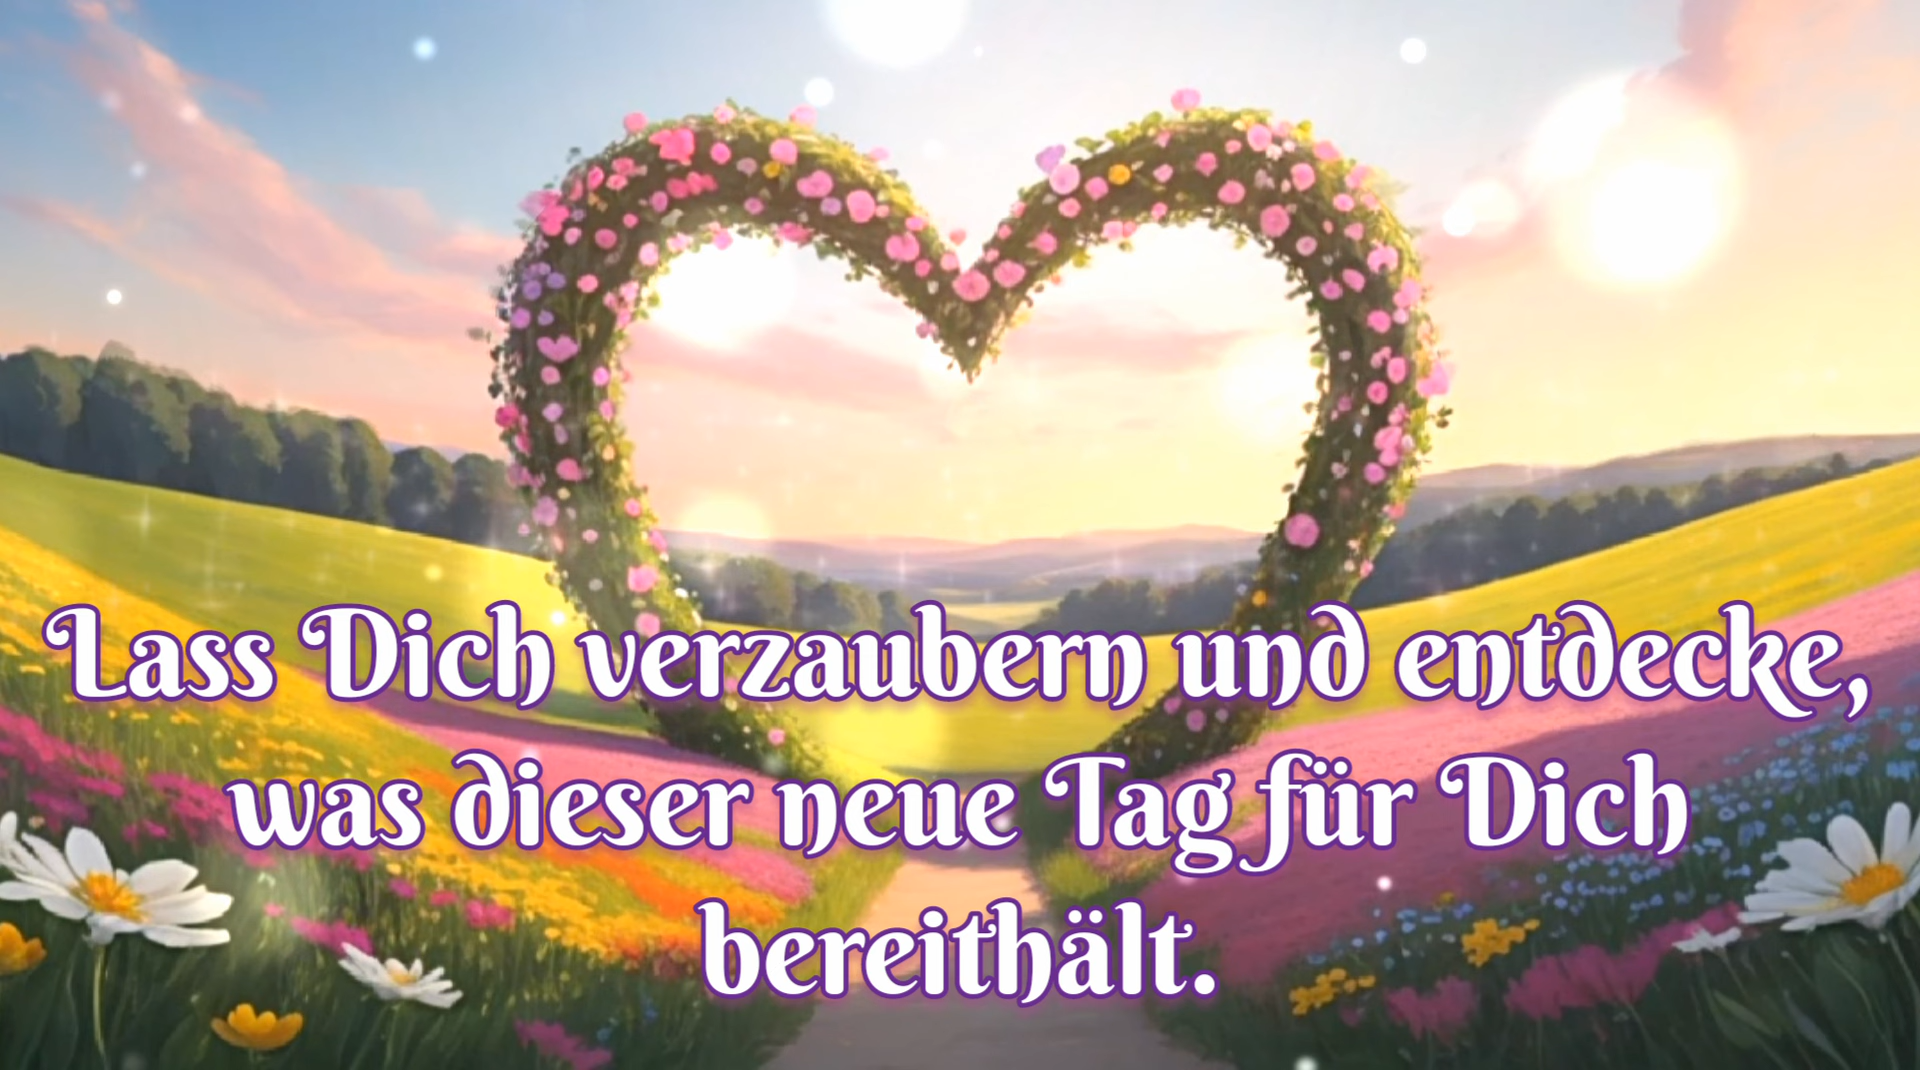 Lass Dich verzaubern und entdecke,
was dieser neue Tag für Dich
bereithält.